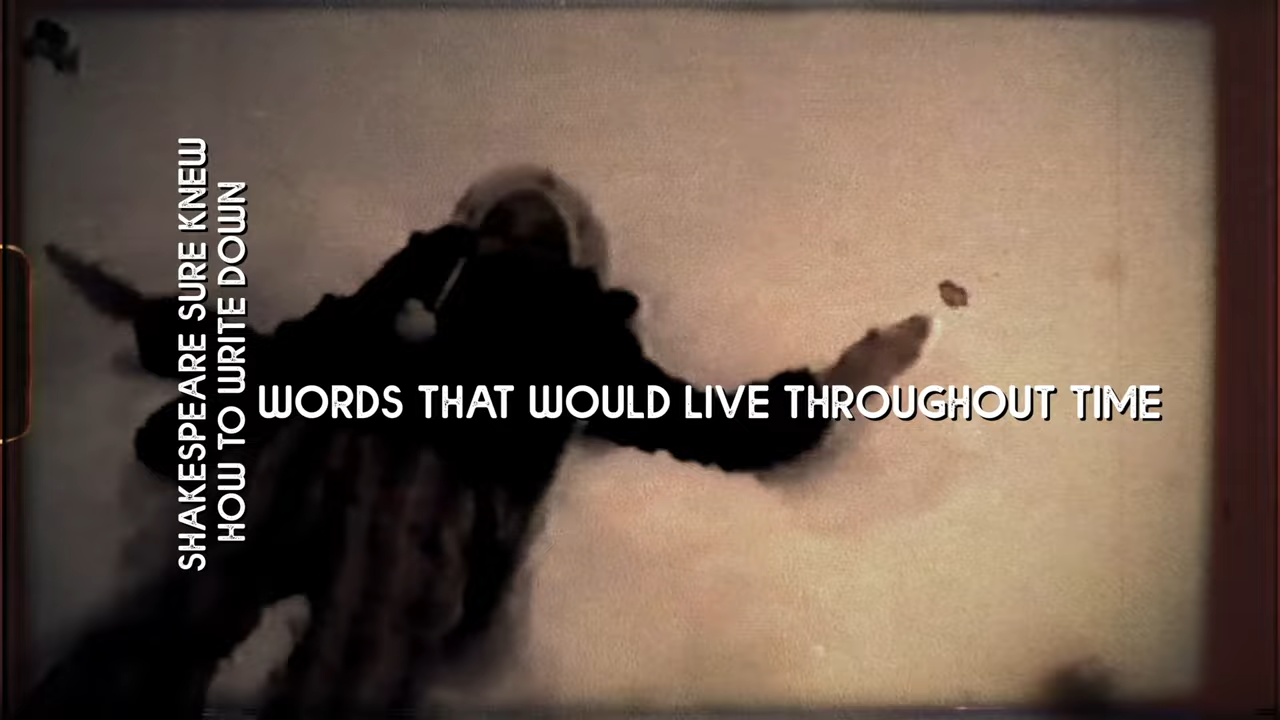 SHAKESPEARE SURE KNEW
HOW TO WRITE DOWN
WORDS THAT WOULD LIVE THROUGHOUT TIME